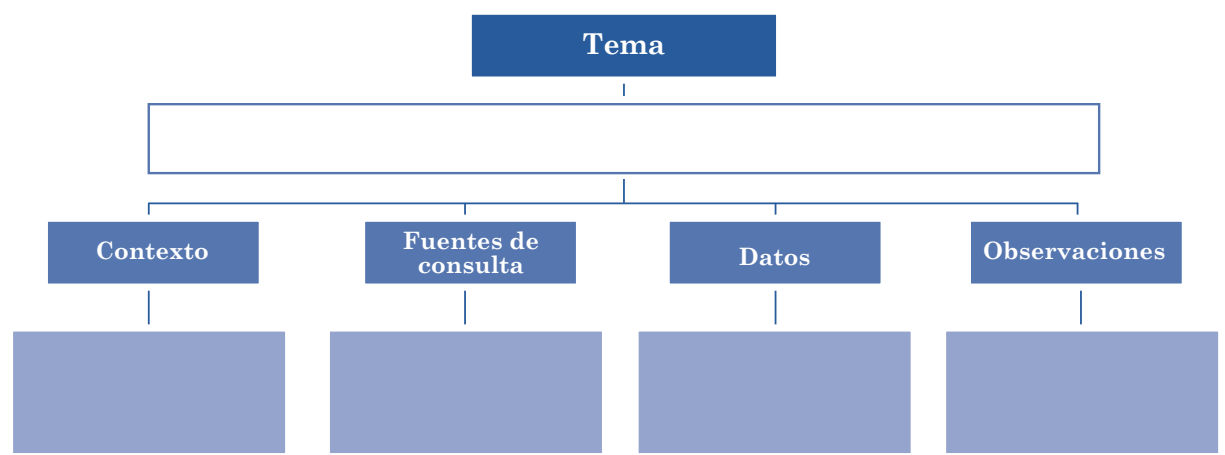 Tema
Contexto
Fuentes de
consulta
Datos
Observaciones